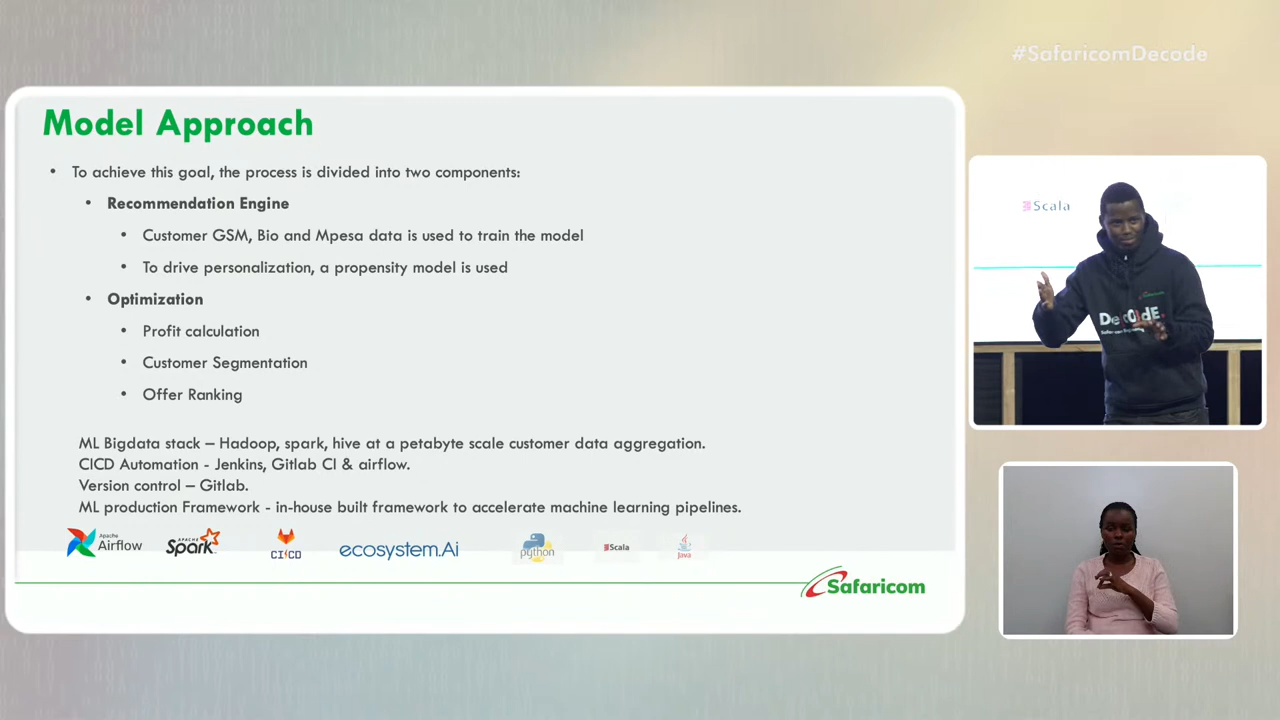 #SafaricomDecade
Model Approach
• To achieve this goal, the process is divided into two components:
• Recommendation Engine
• Customer GSM, Bio and Mpesa data is used to train the model
• To drive personalization, a propensity model is used
• Optimization
• Profit calculation
• Customer Segmentation
• Offer Ranking
ML Bigdata stack – Hadoop, spark, hive at a petabyte scale customer data aggregation.
CICD Automation - Jenkins, Gitlab CI & airflow.
Version control – Gitlab.
ML production Framework - in-house built framework to accelerate machine learning pipelines.
Apache
Airflow
APACHE
Spark
CI CD
ecosystem.Ai
python
Scala
Java
Safaricom
Scala